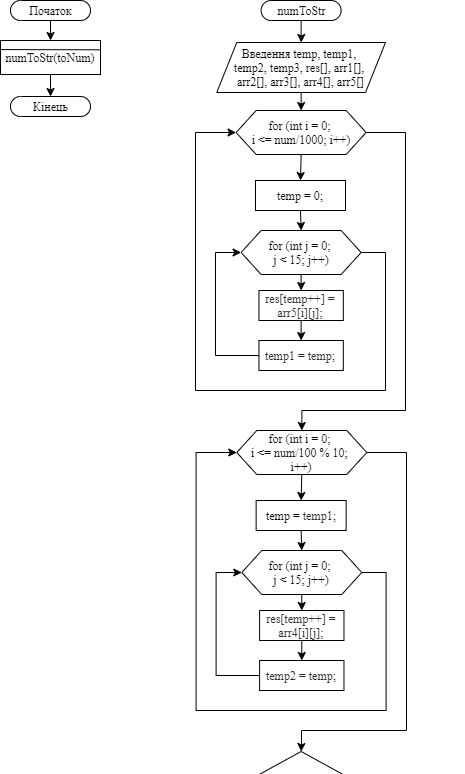 Початок
numToStr(toNum)
Кінець
numToStr
Введення temp, temp1,
temp2, temp3, res[], arr1[],
arr2[], arr3[], arr4[], arr5[]
for (int i = 0;
i <= num/1000; i++)
temp = 0;
for (int j = 0;
j < 15; j++)
res[temp++] =
arr5[i][j];
temp1 = temp;
for (int i = 0;
i <= num/100 % 10;
i++)
temp = temp1;
for (int j = 0;
j < 15; j++)
res[temp++] =
arr4[i][j];
temp2 = temp;